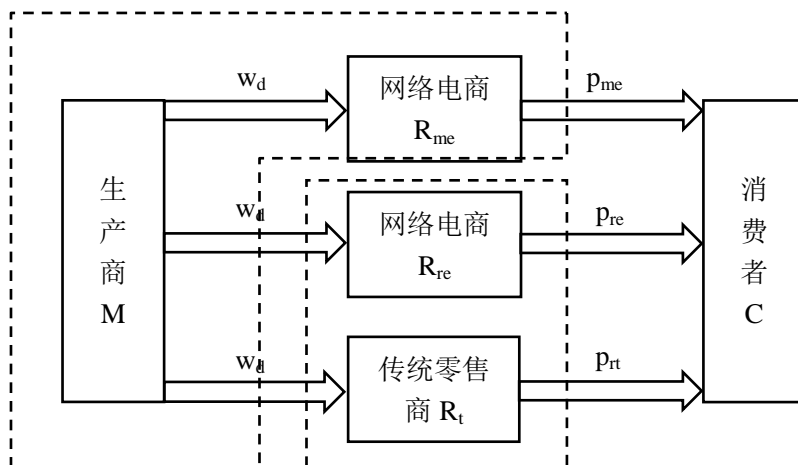 w_d
网络电商
R_me
p_me
生
产
商
M
w_d
网络电商
R_re
p_re
消
费
者
C
w_d
传统零售
商 R_t
p_rt